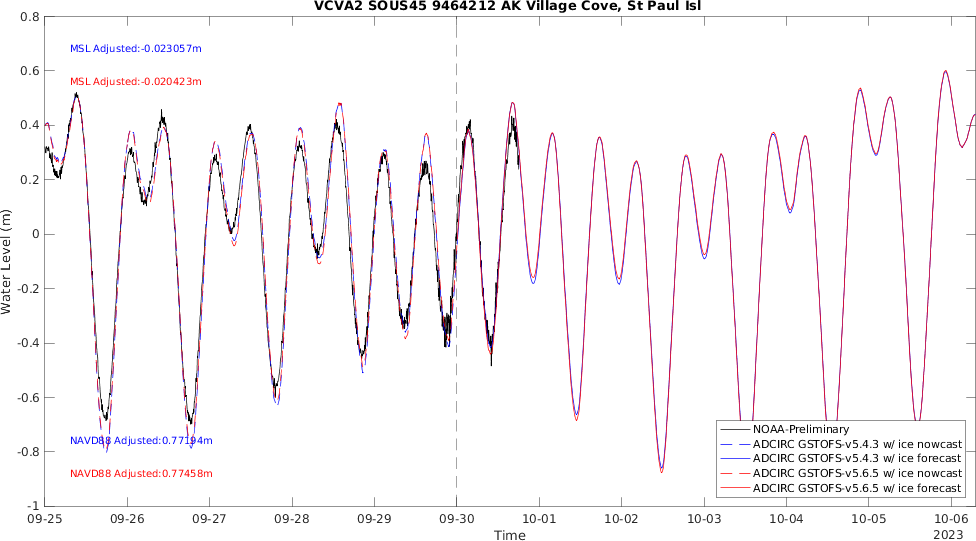 VCVA2 SOUS45 9464212 AK Village Cove, St Paul Isl
0.8
0.6
0.4
0.2
0
-0.2
-0.4
-0.6
-0.8
-1
Water Level (m)
MSL Adjusted:-0.023057m
MSL Adjusted:-0.020423m
NAVD88 Adjusted:0.77194m
NAVD88 Adjusted:0.77458m
NOAA-Preliminary
ADCIRC GSTOFS-v5.4.3 w/ ice nowcast
ADCIRC GSTOFS-v5.4.3 w/ ice forecast
ADCIRC GSTOFS-v5.6.5 w/ ice nowcast
ADCIRC GSTOFS-v5.6.5 w/ ice forecast
09-25 09-26 09-27 09-28 09-29 09-30 10-01 10-02 10-03 10-04 10-05 10-06
2023
Time